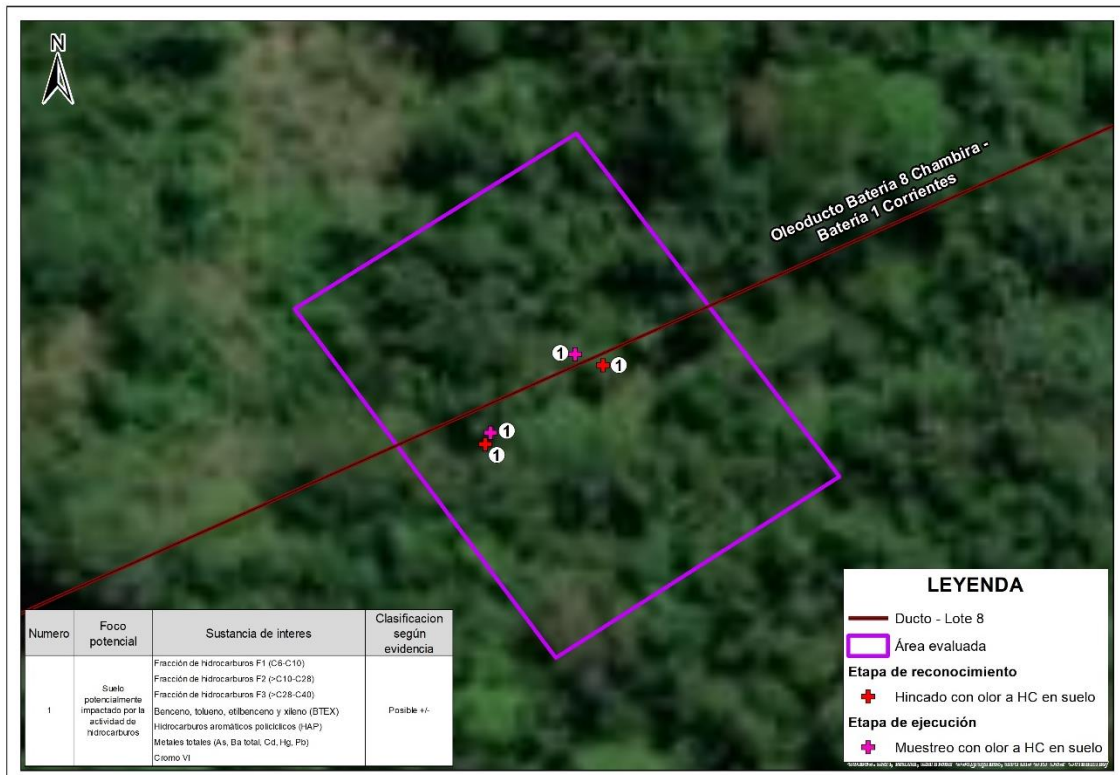 N
Oleoducto Batería 8 Chambira -
Batería 1 Corrientes
1
1
1
1
Numero
Foco
potencial
Sustancia de interes
Clasificacion
según
evidencia
1
Suelo
potencialmente
impactado por la
actividad de
hidrocarburos
Fracción de hidrocarburos F1 (C6-C10)
Fracción de hidrocarburos F2 (>C10-C28)
Fracción de hidrocarburos F3 (>C28-C40)
Benceno, tolueno, etilbenceno y xileno (BTEX)
Hidrocarburos aromáticos policíclicos (HAP)
Metales totales (As, Ba total, Cd, Hg, Pb)
Cromo VI
Posible +/-
LEYENDA
Ducto - Lote 8
Área evaluada
Etapa de reconocimiento
Hincado con olor a HC en suelo
Etapa de ejecución
Muestreo con olor a HC en suelo